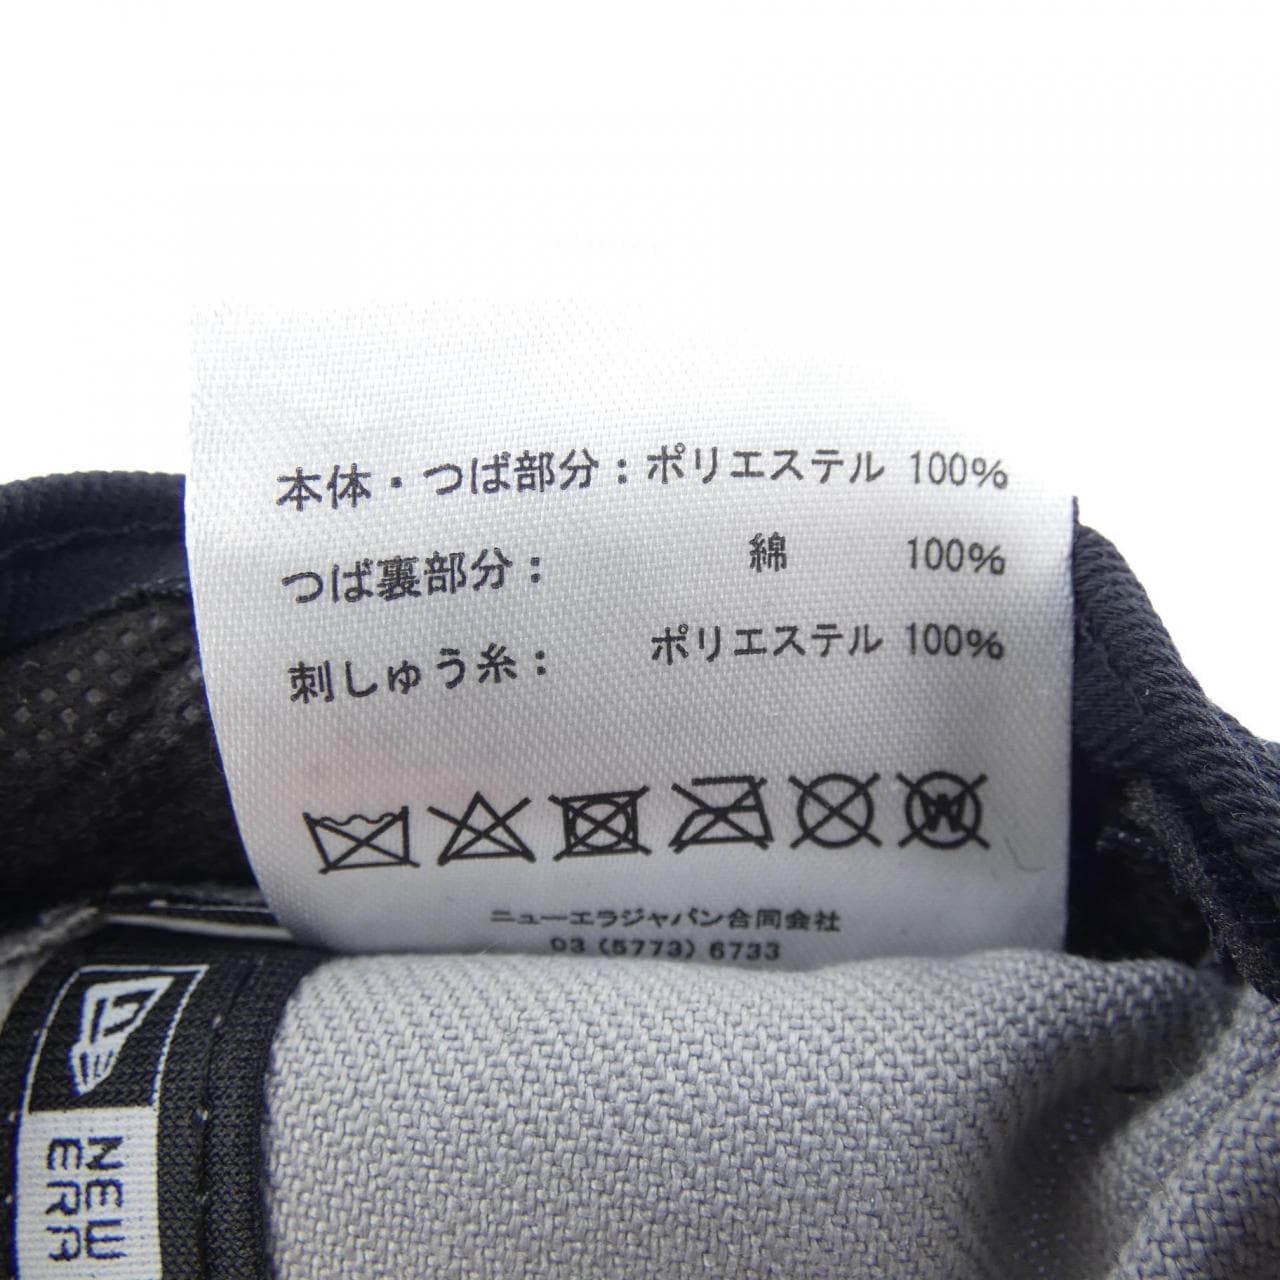 本体・つば部分：ポリエステル 100%
つば裏部分： 綿 100%
刺しゅう糸： ポリエステル 100%
W
ニューエラジャパン合同会社
03 (5773) 6733
NEW
ERA